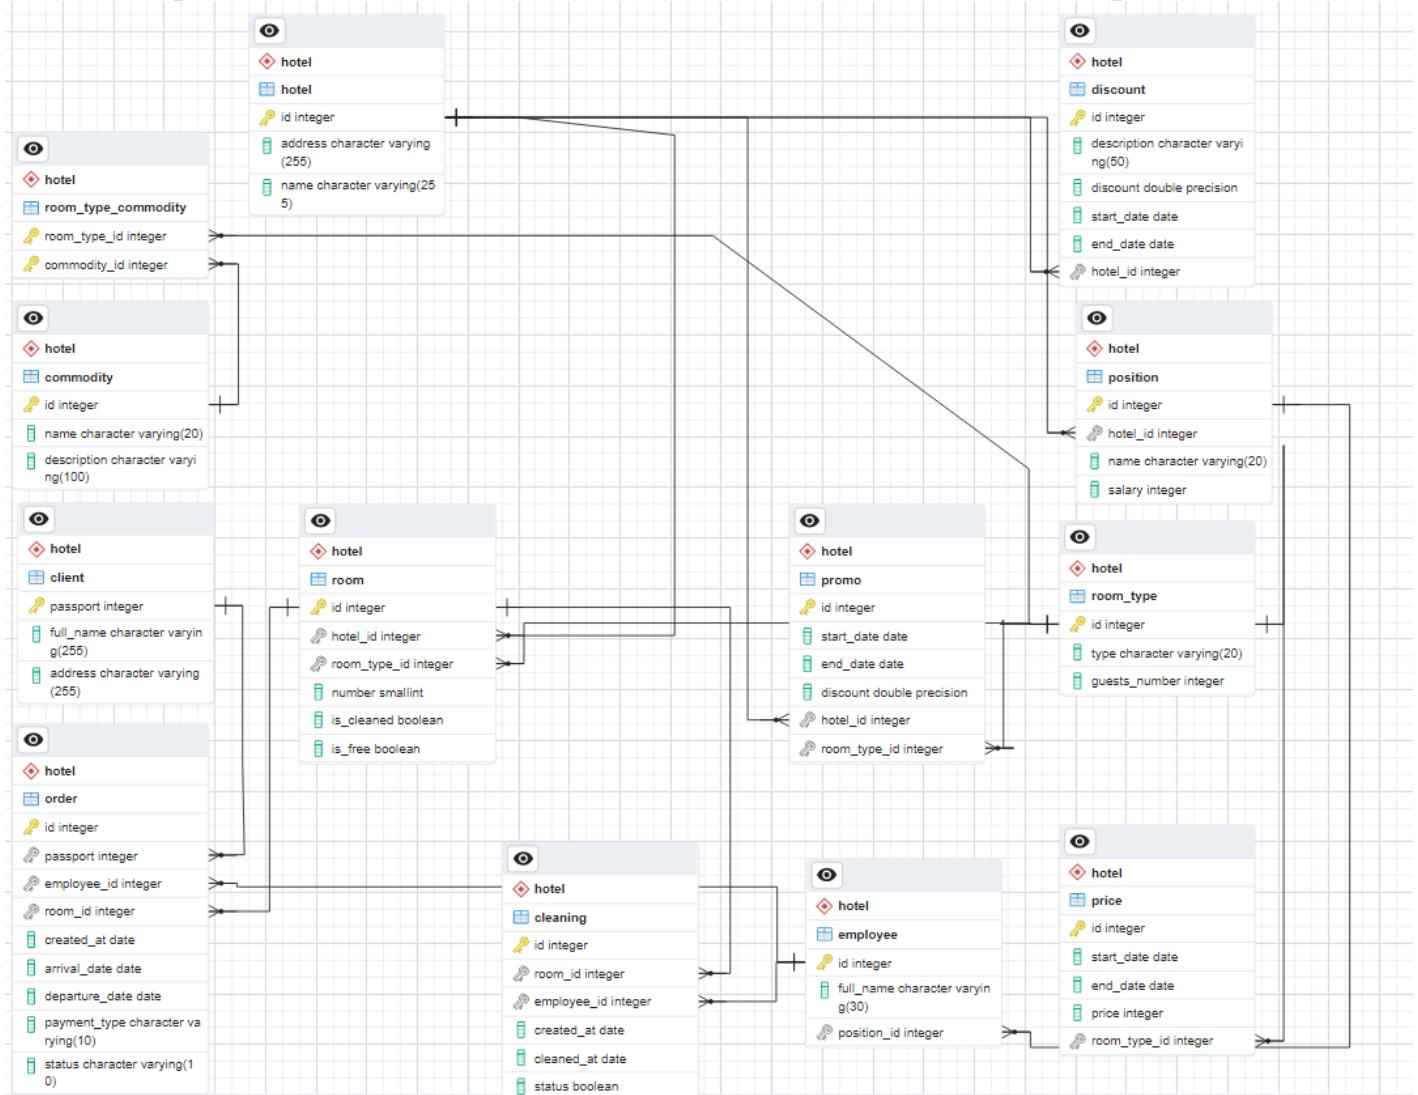 hotel
hotel
id integer
address character varying
(255)
name character varying(25
5)
hotel
discount
id integer
description character varyi
ng(50)
discount double precision
start_date date
end_date date
hotel_id integer
hotel
room_type_commodity
room_type_id integer
commodity_id integer
hotel
commodity
id integer
name character varying(20)
description character varyi
ng(100)
hotel
position
id integer
hotel_id integer
name character varying(20)
salary integer
hotel
client
passport integer
full_name character varyin
g(255)
address character varying
(255)
hotel
room
id integer
hotel_id integer
room_type_id integer
number smallint
is_cleaned boolean
is_free boolean
hotel
promo
id integer
start_date date
end_date date
discount double precision
hotel_id integer
room_type_id integer
hotel
room_type
id integer
type character varying(20)
guests_number integer
hotel
order
id integer
passport integer
employee_id integer
room_id integer
created_at date
arrival_date date
departure_date date
payment_type character va
rying(10)
status character varying(1
0)
hotel
cleaning
id integer
room_id integer
employee_id integer
created_at date
cleaned_at date
status boolean
hotel
employee
id integer
full_name character varyin
g(30)
position_id integer
hotel
price
id integer
start_date date
end_date date
price integer
room_type_id integer